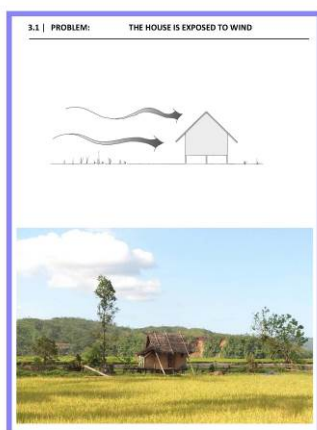 3.1 | PROBLEM: THE HOUSE IS EXPOSED TO WIND